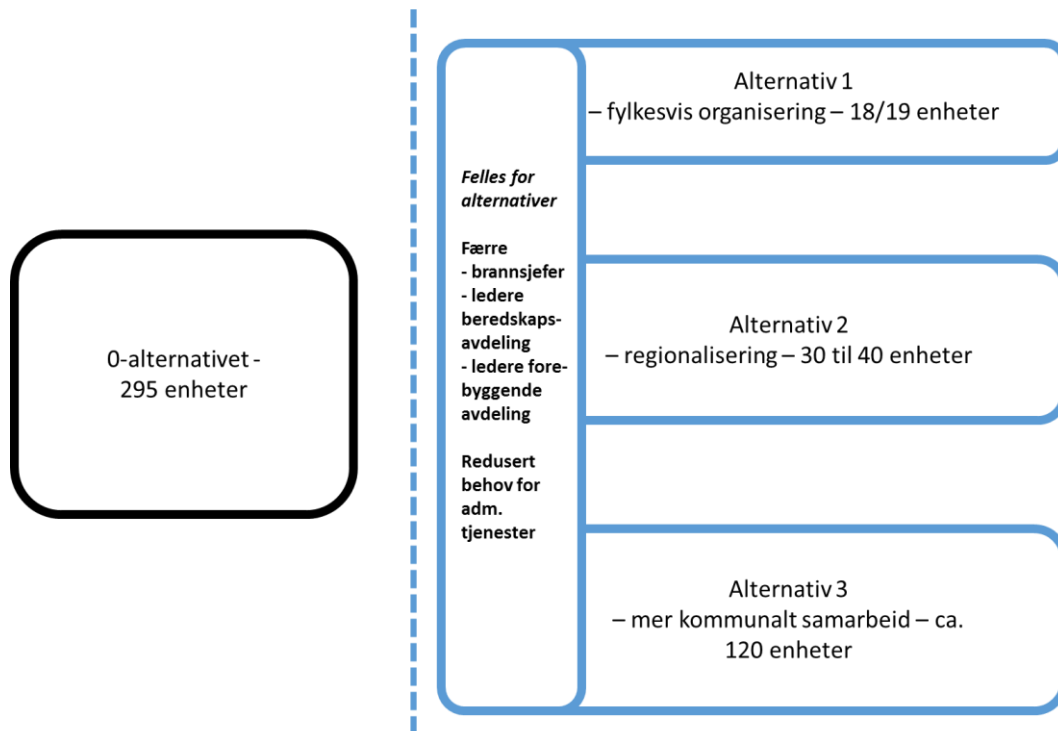 0-alternativet -
295 enheter
Felles for
alternativer
Færre
- brannsjefer
- ledere
beredskaps-
avdeling
- ledere fore-
byggende
avdeling
Redusert
behov for
adm.
tjenester
Alternativ 1
– fylkesvis organisering – 18/19 enheter
Alternativ 2
– regionalisering – 30 til 40 enheter
Alternativ 3
– mer kommunalt samarbeid – ca.
120 enheter